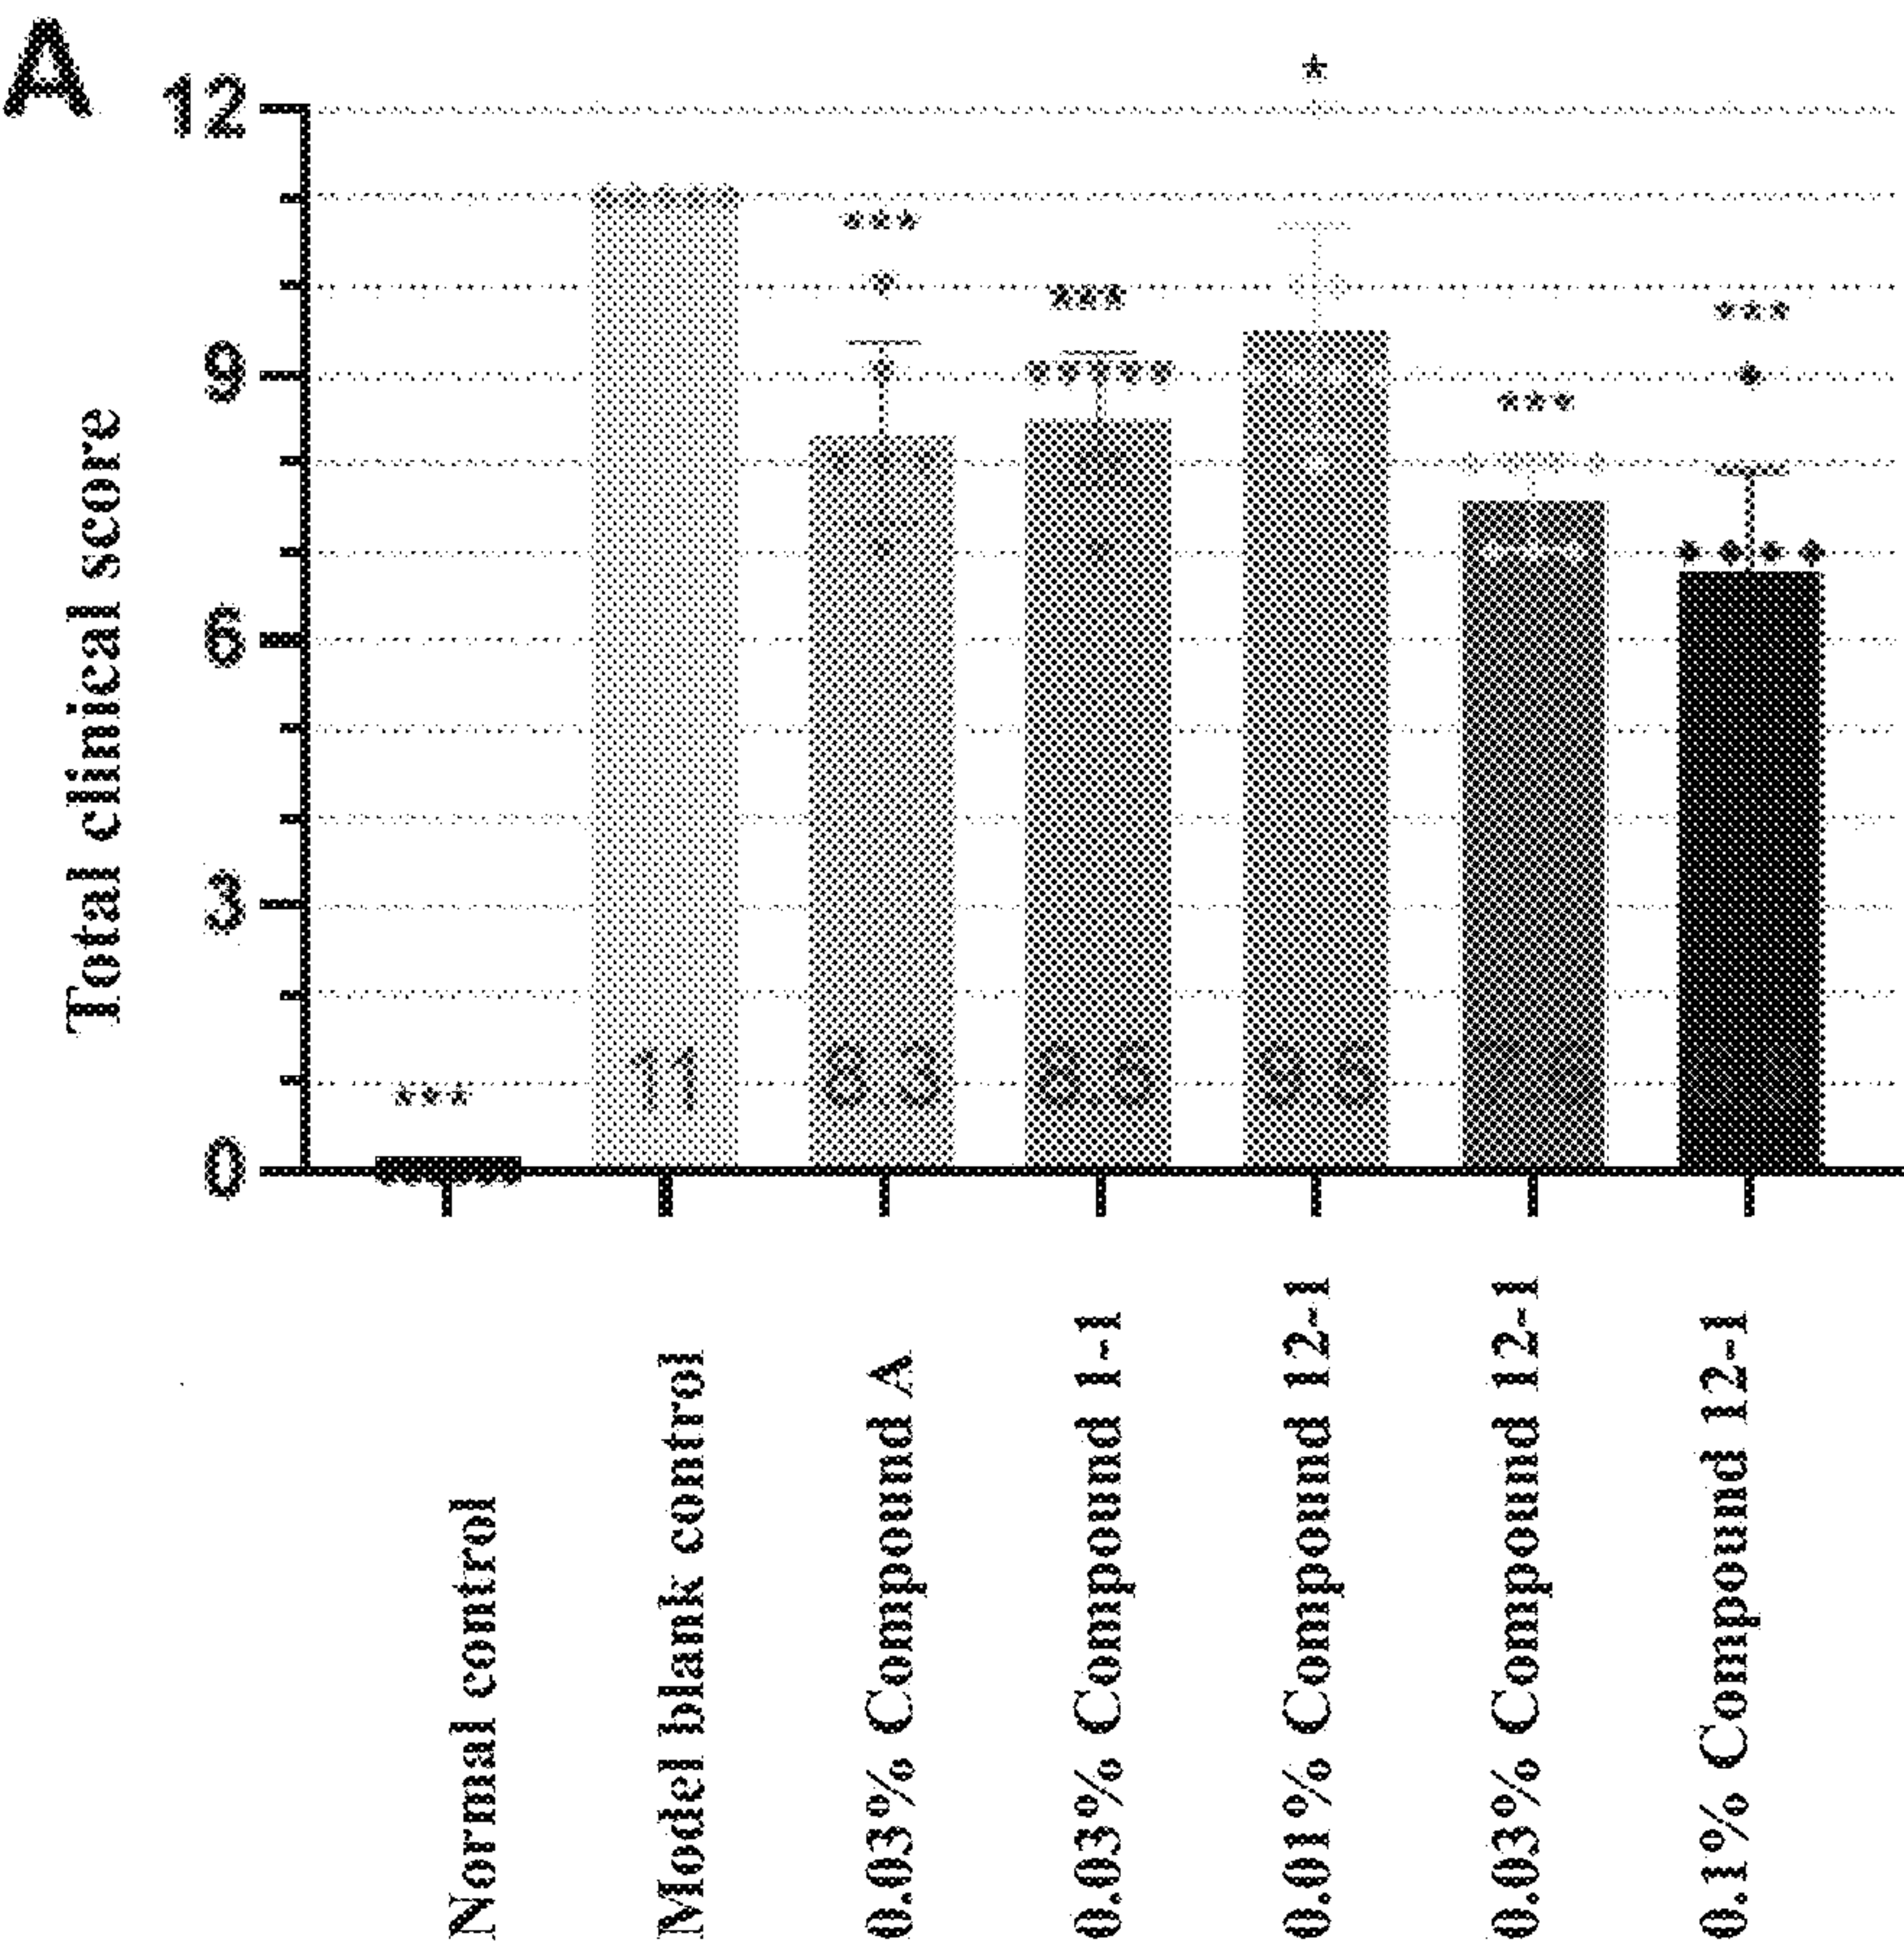 A
12
9
6
3
0
Total clinical score
***
***
***
*
***
***
11
8.3
8.5
Normal control
Model blank control
0.03% Compound A
0.03% Compound 1-1
0.01% Compound 12-1
0.03% Compound 12-1
0.1% Compound 12-1